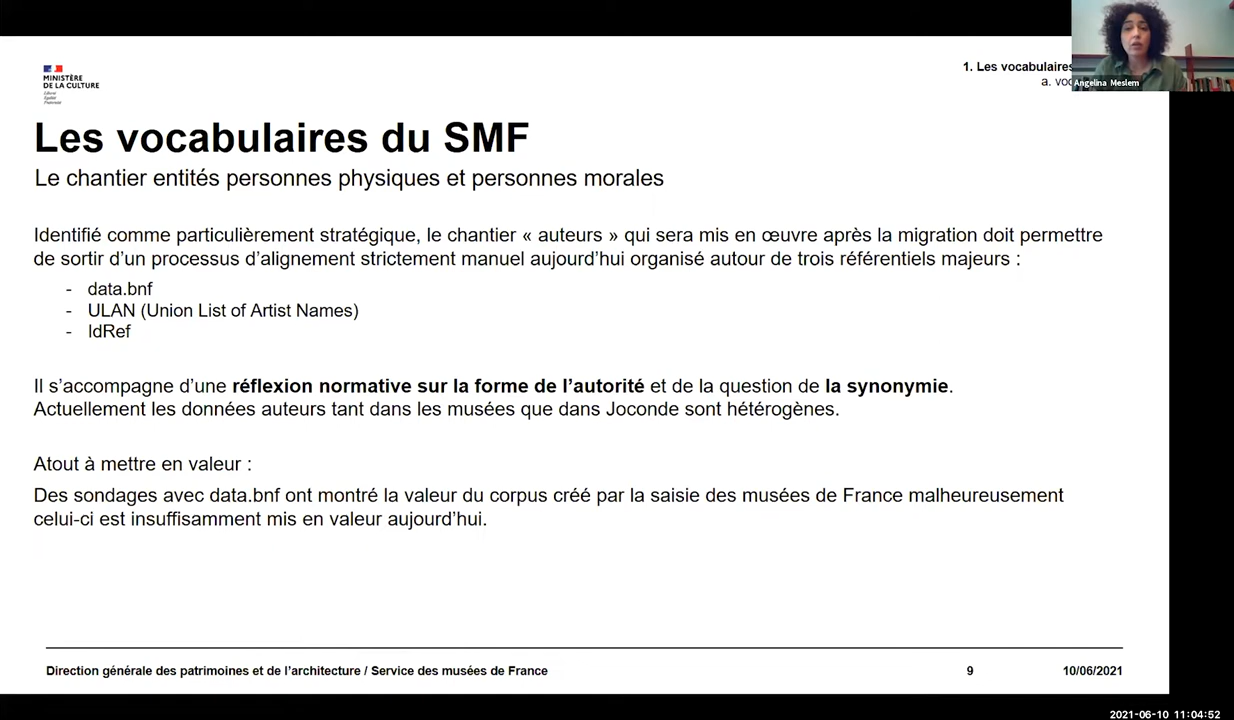 MINISTÈRE
DE LA CULTURE
Liberté
Égalité
Fraternité
1. Les vocabulaires
a. voc
Angelina Meslem
Les vocabulaires du SMF
Le chantier entités personnes physiques et personnes morales
Identifié comme particulièrement stratégique, le chantier « auteurs » qui sera mis en œuvre après la migration doit permettre
de sortir d’un processus d’alignement strictement manuel aujourd’hui organisé autour de trois référentiels majeurs :
- data.bnf
- ULAN (Union List of Artist Names)
- IdRef
Il s’accompagne d’une réflexion normative sur la forme de l’autorité et de la question de la synonymie.
Actuellement les données auteurs tant dans les musées que dans Joconde sont hétérogènes.
Atout à mettre en valeur :
Des sondages avec data.bnf ont montré la valeur du corpus créé par la saisie des musées de France malheureusement
celui-ci est insuffisamment mis en valeur aujourd’hui.
Direction générale des patrimoines et de l’architecture / Service des musées de France
9
10/06/2021
2021-06-10 11:04:52